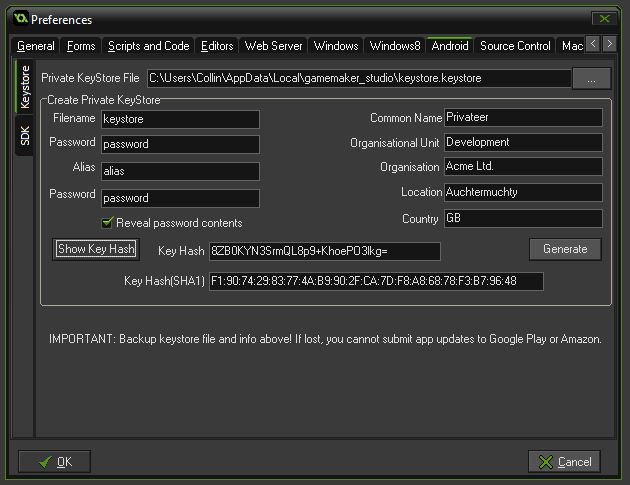 Preferences
General Forms Scripts and Code Editors Web Server Windows Windows8 Android Source Control Mac
Keystore
SDK
Private KeyStore File C:\Users\Collin\AppData\Local\gamemaker_studio\keystore.keystore ...
Create Private KeyStore
Filename keystore
Password password
Alias alias
Password password
Reveal password contents
Common Name Privateer
Organisational Unit Development
Organisation Acme Ltd.
Location Auchtermuchty
Country GB
Show Key Hash Key Hash 8ZB0KYN3SrmQL8p9+KhoePO3lkg= Generate
Key Hash(SHA1) F1:90:74:29:83:77:4A:B9:90:2F:CA:7D:F8:A8:68:78:F3:B7:96:48
IMPORTANT: Backup keystore file and info above! If lost, you cannot submit app updates to Google Play or Amazon.
OK Cancel